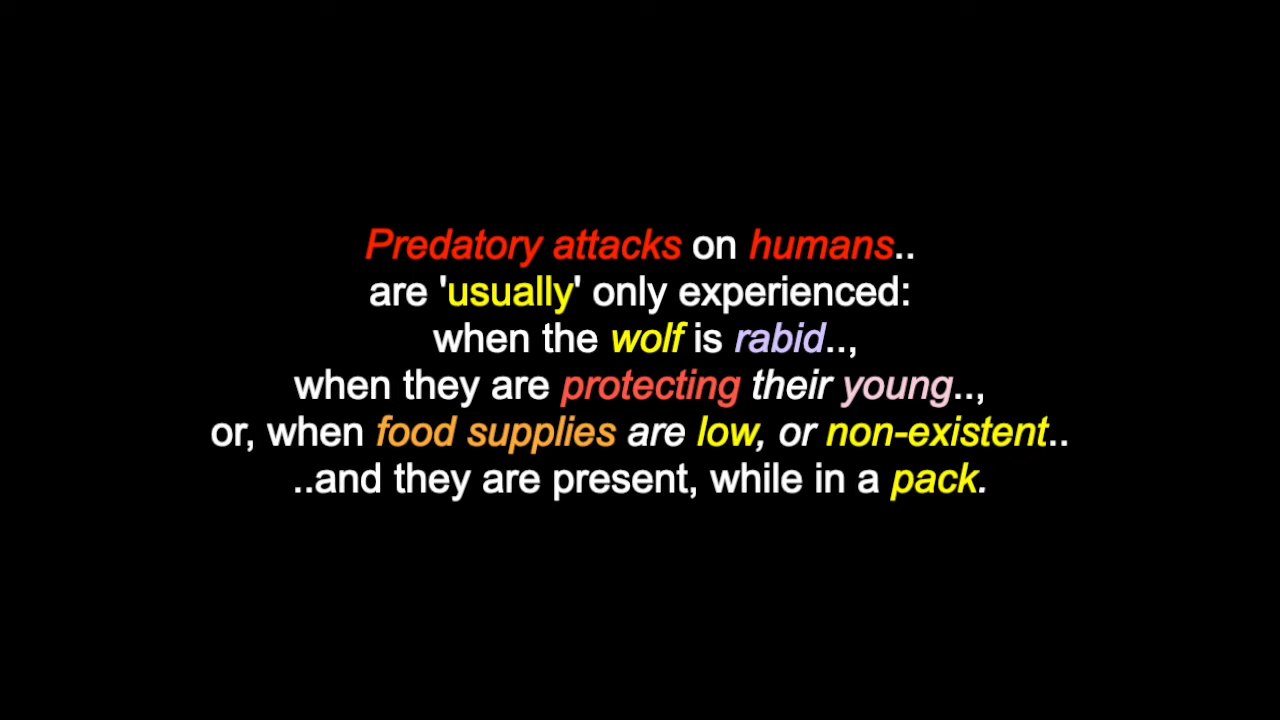 Predatory attacks on humans..
are 'usually' only experienced:
when the wolf is rabid..,
when they are protecting their young..,
or, when food supplies are low, or non-existent..
..and they are present, while in a pack.